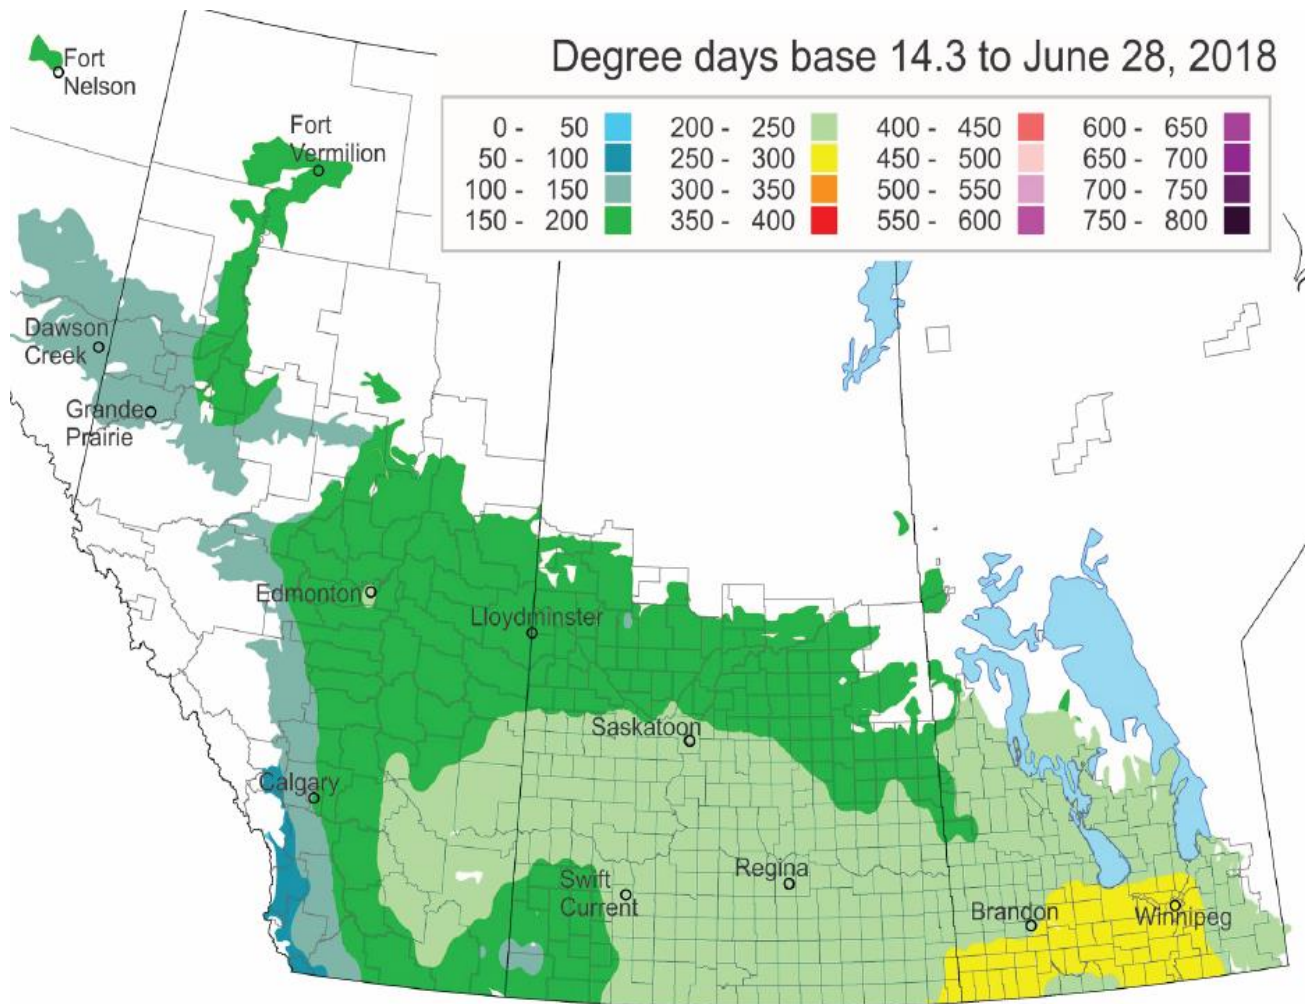 Degree days base 14.3 to June 28, 2018
0 - 50 200 - 250 400 - 450 600 - 650
50 - 100 250 - 300 450 - 500 650 - 700
100 - 150 300 - 350 500 - 550 700 - 750
150 - 200 350 - 400 550 - 600 750 - 800
Fort
Nelson
Fort
Vermilion
Dawson
Creek
Grande
Prairie
Edmonton
Lloydminster
Saskatoon
Calgary
Swift
Current
Regina
Brandon
Winnipeg